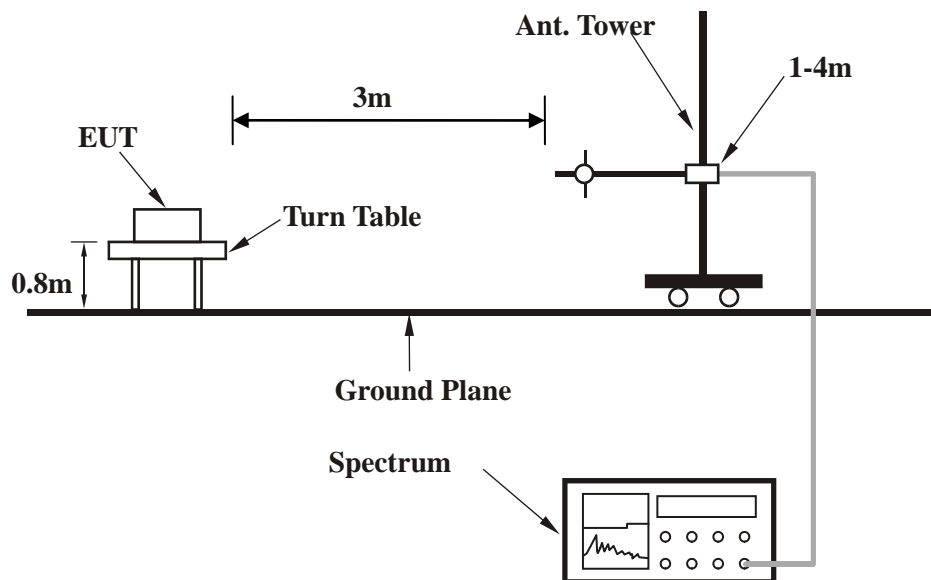 Ant. Tower
1-4m
3m
EUT
Turn Table
0.8m
Ground Plane
Spectrum